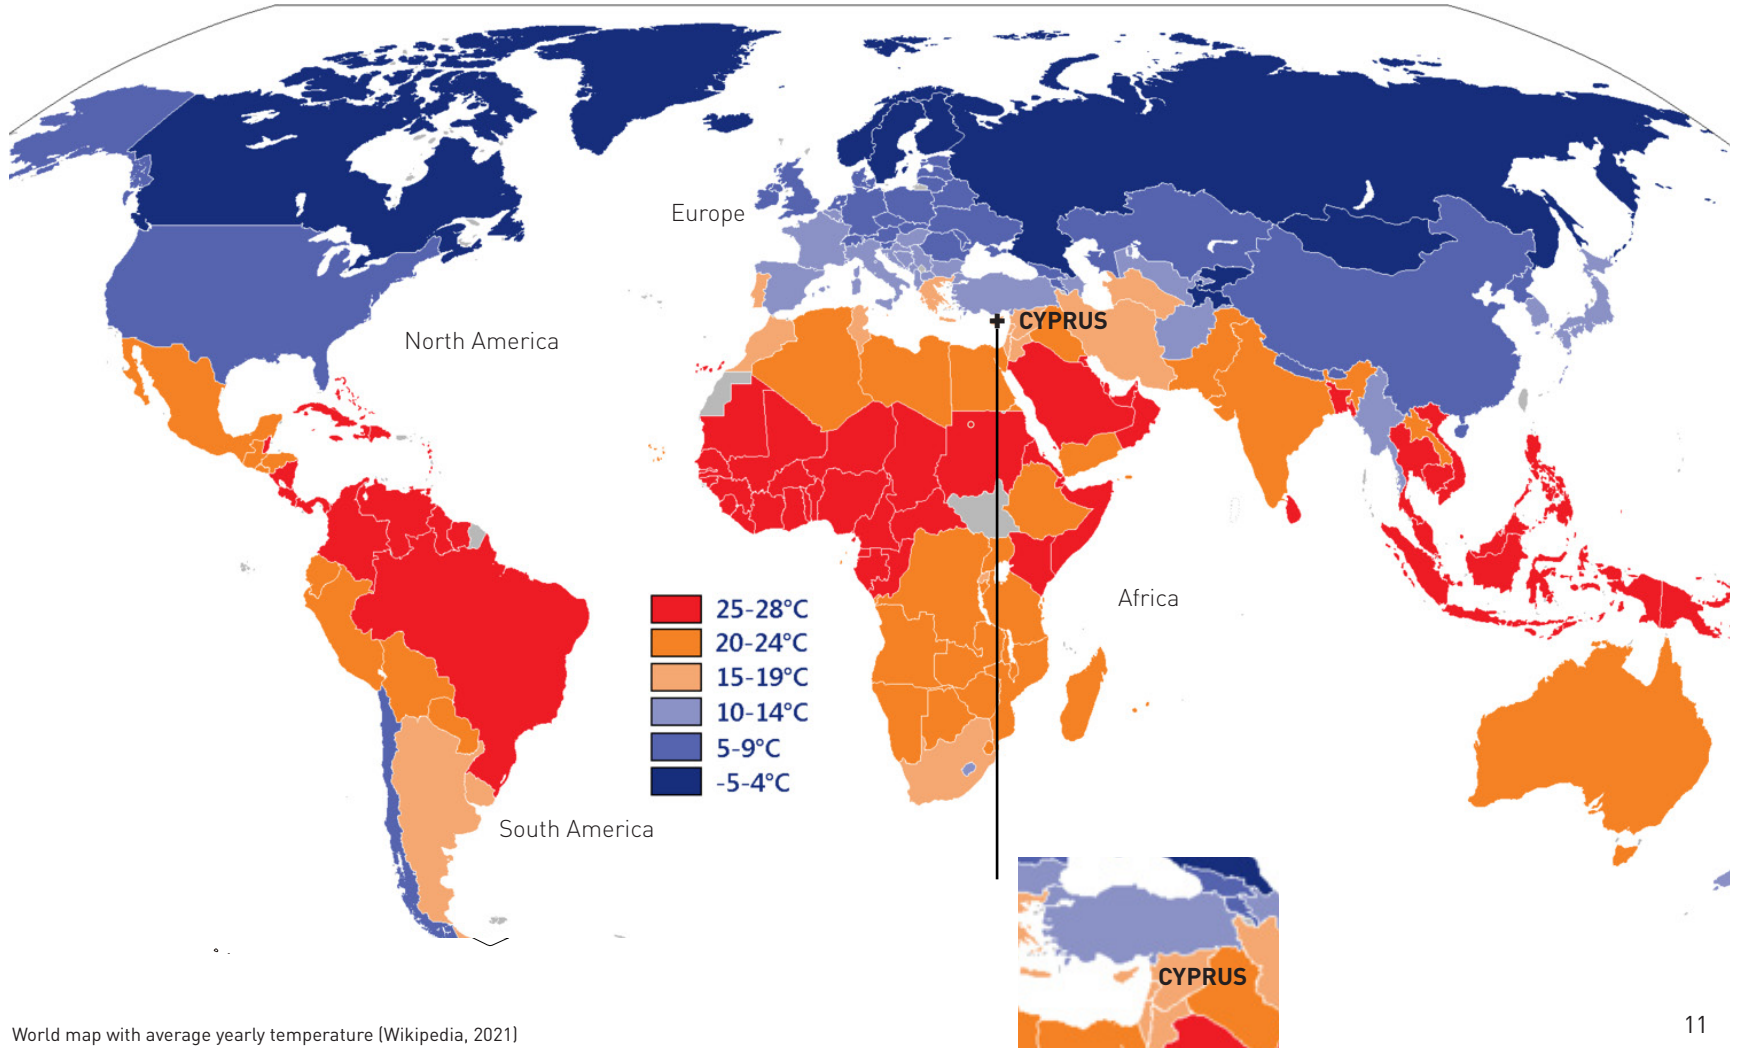 Europe
CYPRUS
North America
Africa
25-28°C
20-24°C
15-19°C
10-14°C
5-9°C
-5-4°C
South America
CYPRUS
World map with average yearly temperature (Wikipedia, 2021)
11